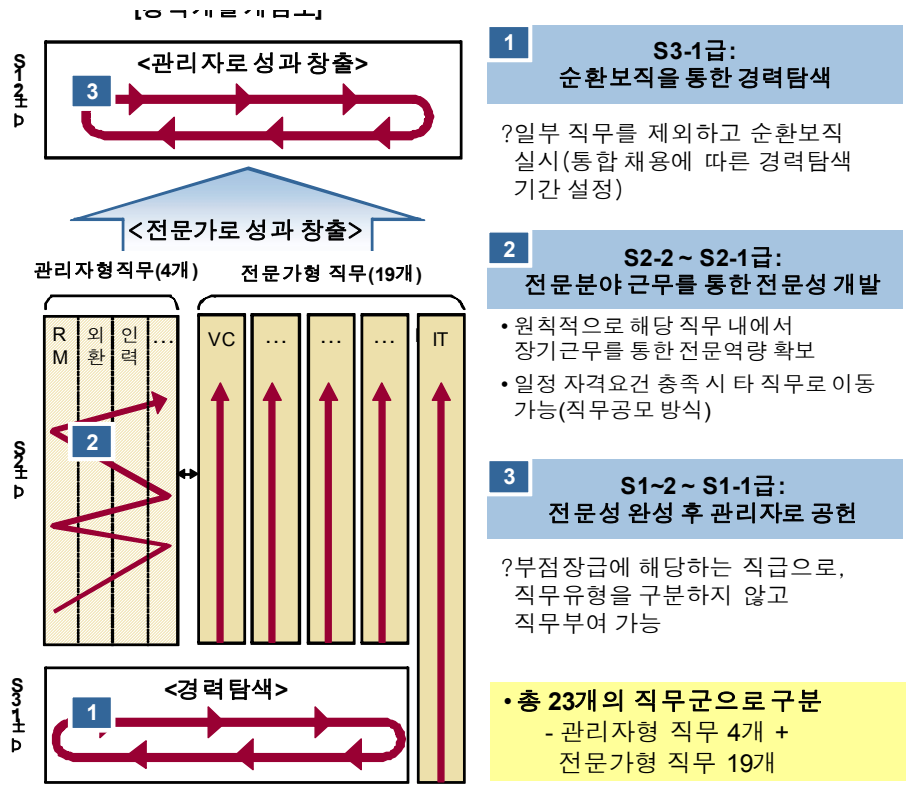 <관리자로 성과 창출>
3
<전문가로 성과 창출>
관리자형직무(4개)
전문가형 직무(19개)
R M
외환
인력
...
VC
...
...
...
IT
2
<경력탐색>
1
1
S3-1급:
순환보직을 통한 경력탐색
?일부 직무를 제외하고 순환보직
실시(통합 채용에 따른 경력탐색
기간 설정)
2
S2-2 ~ S2-1급:
전문분야 근무를 통한 전문성 개발
• 원칙적으로 해당 직무 내에서
장기근무를 통한 전문역량 확보
• 일정 자격요건 충족 시 타 직무로 이동
가능(직무공모 방식)
3
S1~2 ~ S1-1급:
전문성 완성 후 관리자로 공헌
?부점장급에 해당하는 직급으로,
직무유형을 구분하지 않고
직무부여 가능
• 총 23개의 직무군으로 구분
- 관리자형 직무 4개 +
전문가형 직무 19개